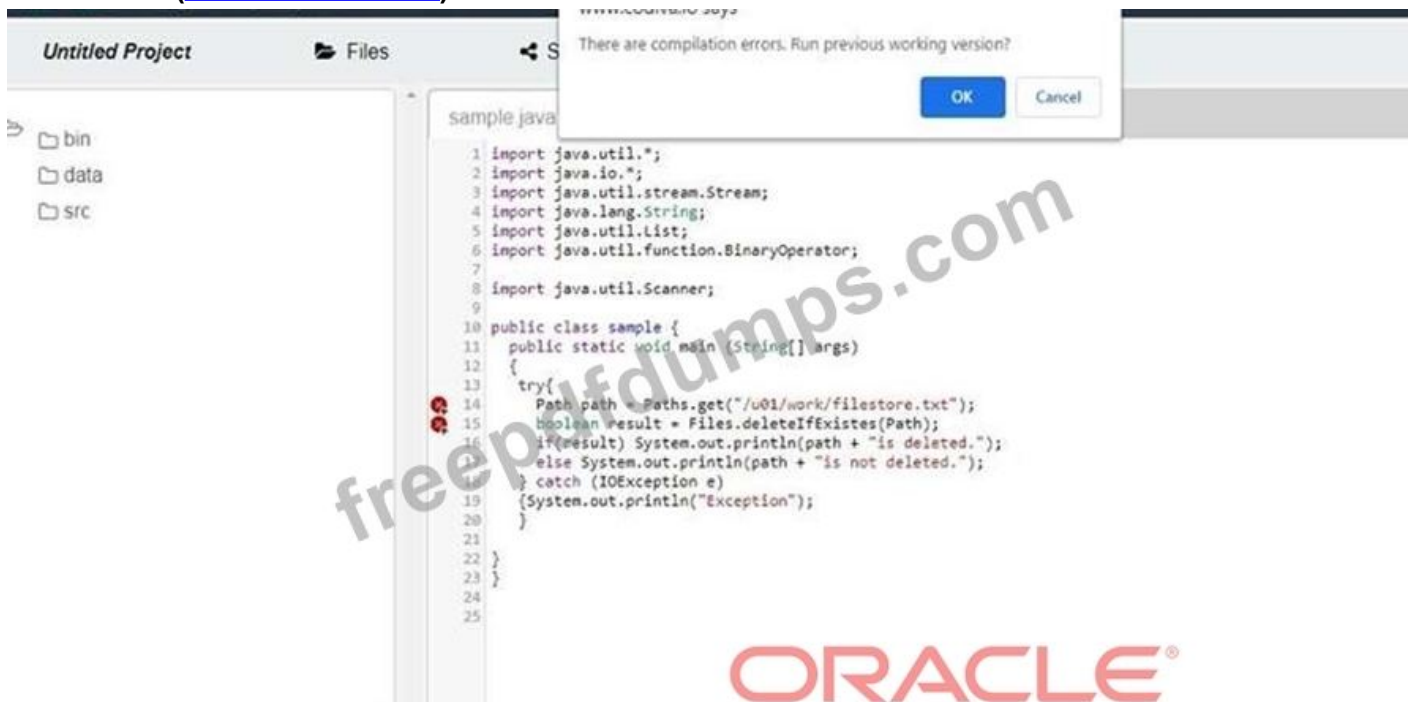 www.codiva.io says
Untitled Project
Files
S
There are compilation errors. Run previous working version?
OK
Cancel
bin
data
src
sample java
1 import java.util.*;
2 import java.io.*;
3 import java.util.stream.Stream;
4 import java.lang.String;
5 import java.util.List;
6 import java.util.function.BinaryOperator;
7
8 import java.util.Scanner;
9
10 public class sample {
11 public static void main (String[] args)
12 {
13 try{
14 Path path = Paths.get("/u01/work/filestore.txt");
15 boolean result = Files.deleteIfExistes(Path);
16 if(result) System.out.println(path + "is deleted.");
17 else System.out.println(path + "is not deleted.");
18 } catch (IOException e)
19 {System.out.println("Exception");
20 }
21
22 }
23 }
24
25
freepdfdumps.com
ORACLE®